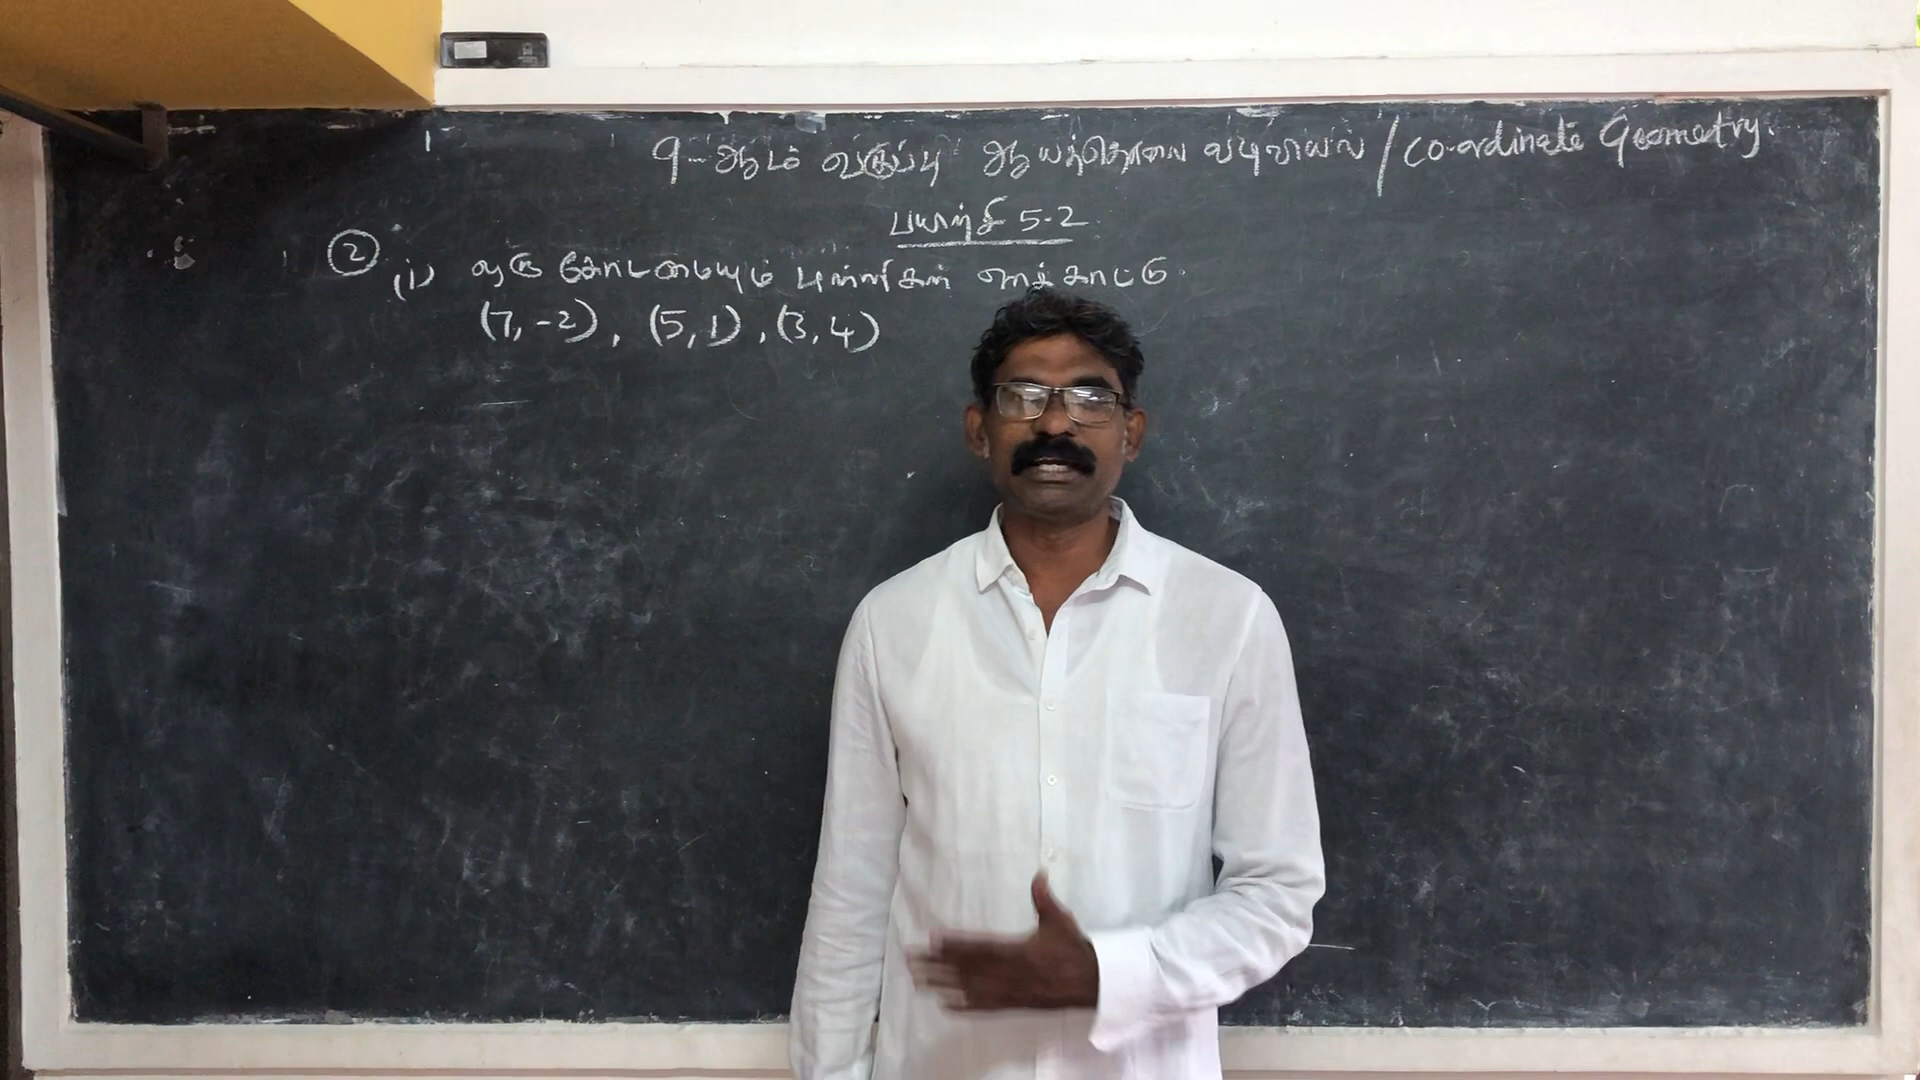 9-ஆம் வகுப்பு ஆயத்தொலை வடிவியல் / Co-ordinate Geometry.
பயிற்சி 5-2
② (i) ஒரு கோடமையும் புள்ளிகள் எனக்காட்டு.
(7, -2), (5, 1), (3, 4)